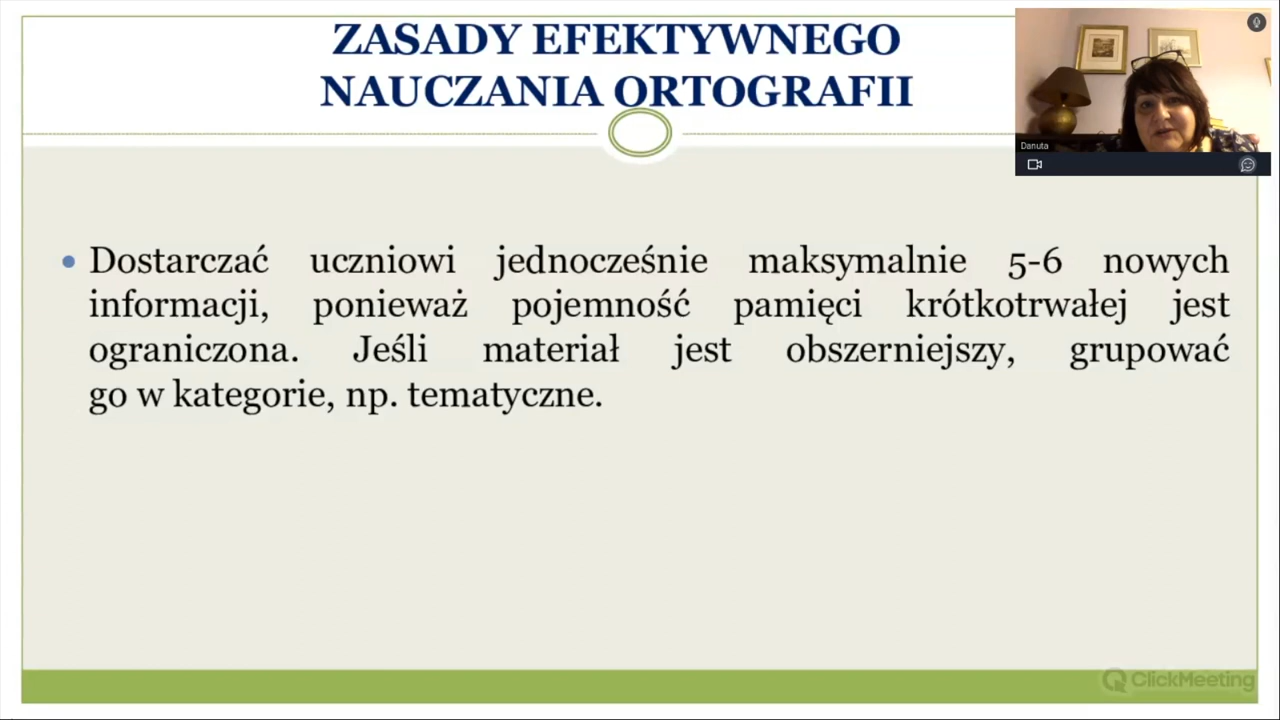 ZASADY EFEKTYWNEGO
NAUCZANIA ORTOGRAFII
Danuta
• Dostarczać uczniowi jednocześnie maksymalnie 5-6 nowych
informacji, ponieważ pojemność pamięci krótkotrwałej jest
ograniczona. Jeśli materiał jest obszerniejszy, grupować
go w kategorie, np. tematyczne.
ClickMeeting